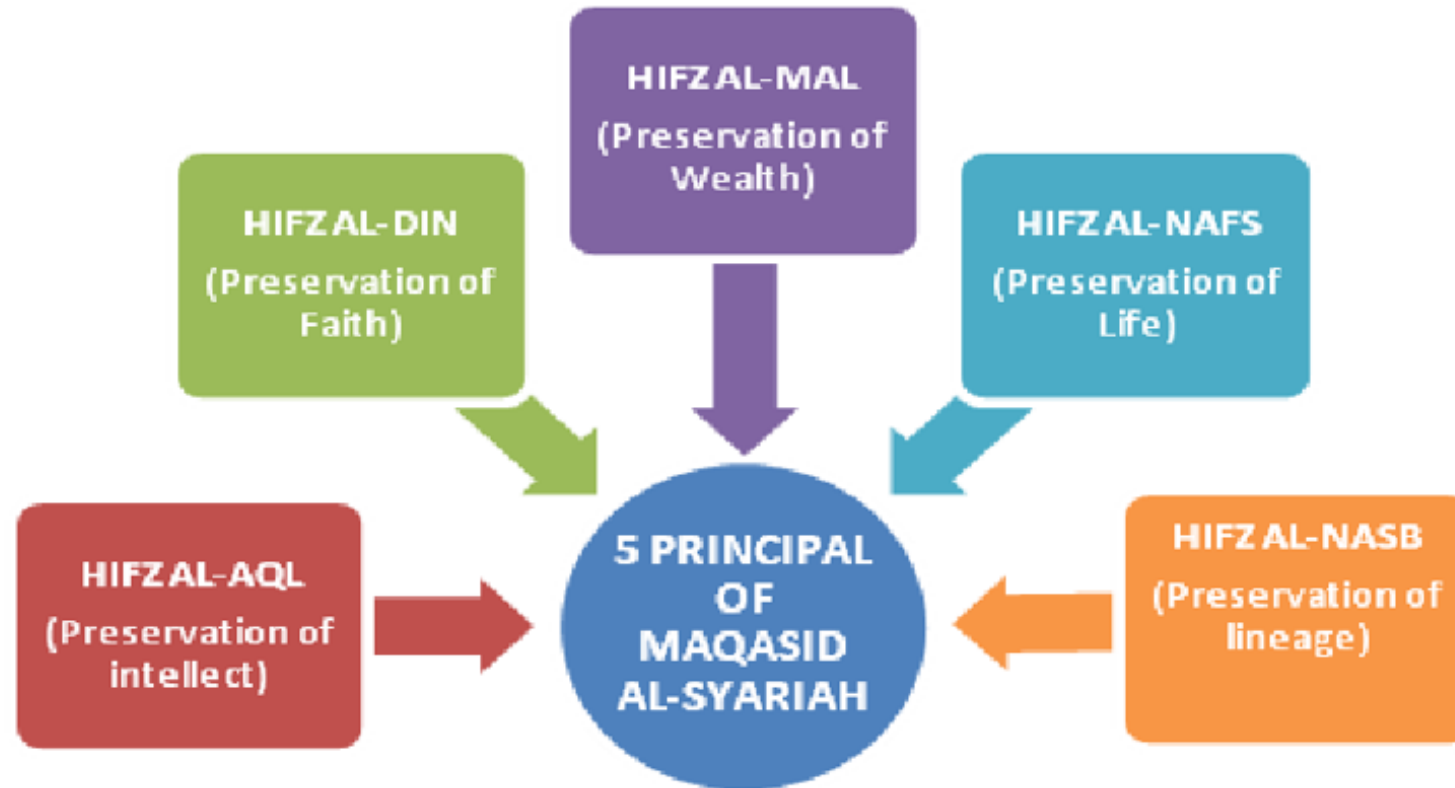 HIFZ AL-MAL
(Preservation of
Wealth)
HIFZ AL-DIN
(Preservation of
Faith)
HIFZ AL-NAFS
(Preservation of
Life)
HIFZ AL-AQL
(Preservation of
intellect)
5 PRINCIPAL
OF
MAQASID
AL-SYARIAH
HIFZ AL-NASB
(Preservation of
lineage)